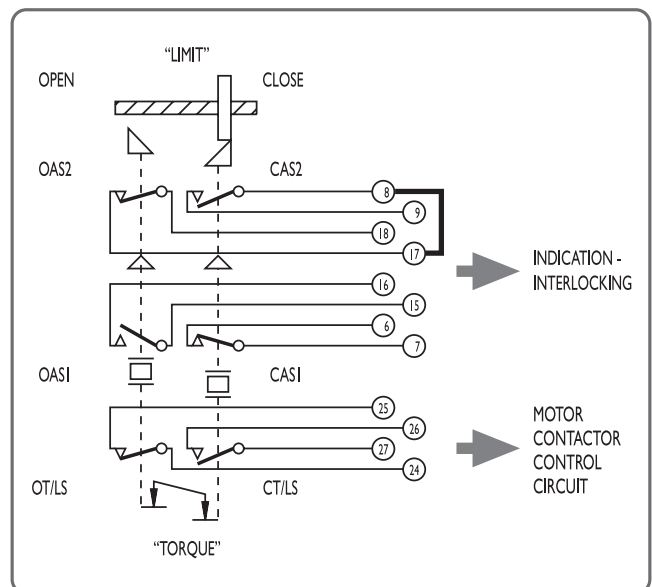 “LIMIT”
OPEN CLOSE
OAS2 CAS2
8
9
18
17
INDICATION -
INTERLOCKING
16
15
6
7
OAS1 CAS1
25
26
27
24
MOTOR
CONTACTOR
CONTROL
CIRCUIT
OT/LS CT/LS
“TORQUE”